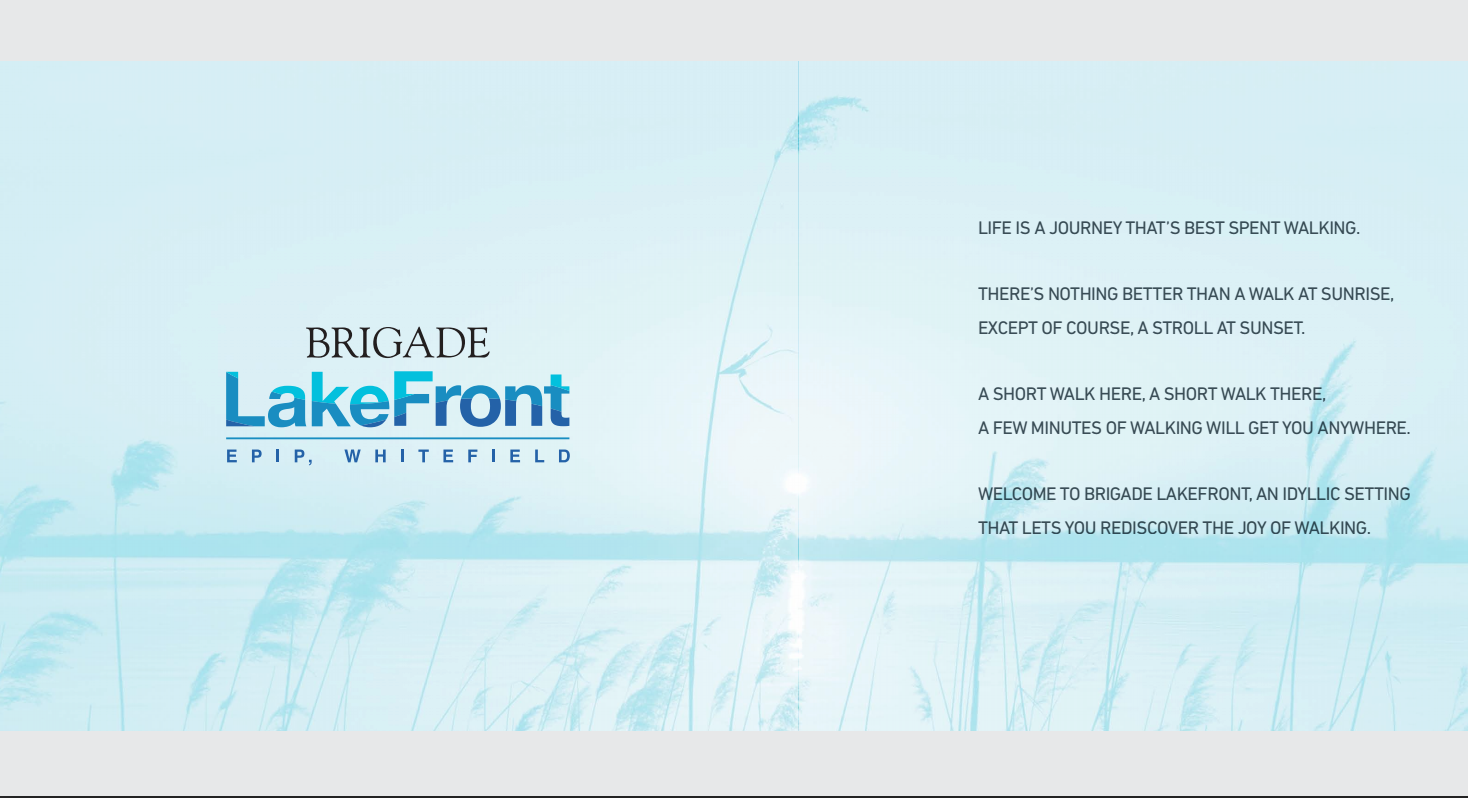 BRIGADE
LakeFront
EPIP, WHITEFIELD
LIFE IS A JOURNEY THAT'S BEST SPENT WALKING.
THERE'S NOTHING BETTER THAN A WALK AT SUNRISE,
EXCEPT OF COURSE, A STROLL AT SUNSET.
A SHORT WALK HERE, A SHORT WALK THERE,
A FEW MINUTES OF WALKING WILL GET YOU ANYWHERE.
WELCOME TO BRIGADE LAKEFRONT, AN IDYLLIC SETTING
THAT LETS YOU REDISCOVER THE JOY OF WALKING.